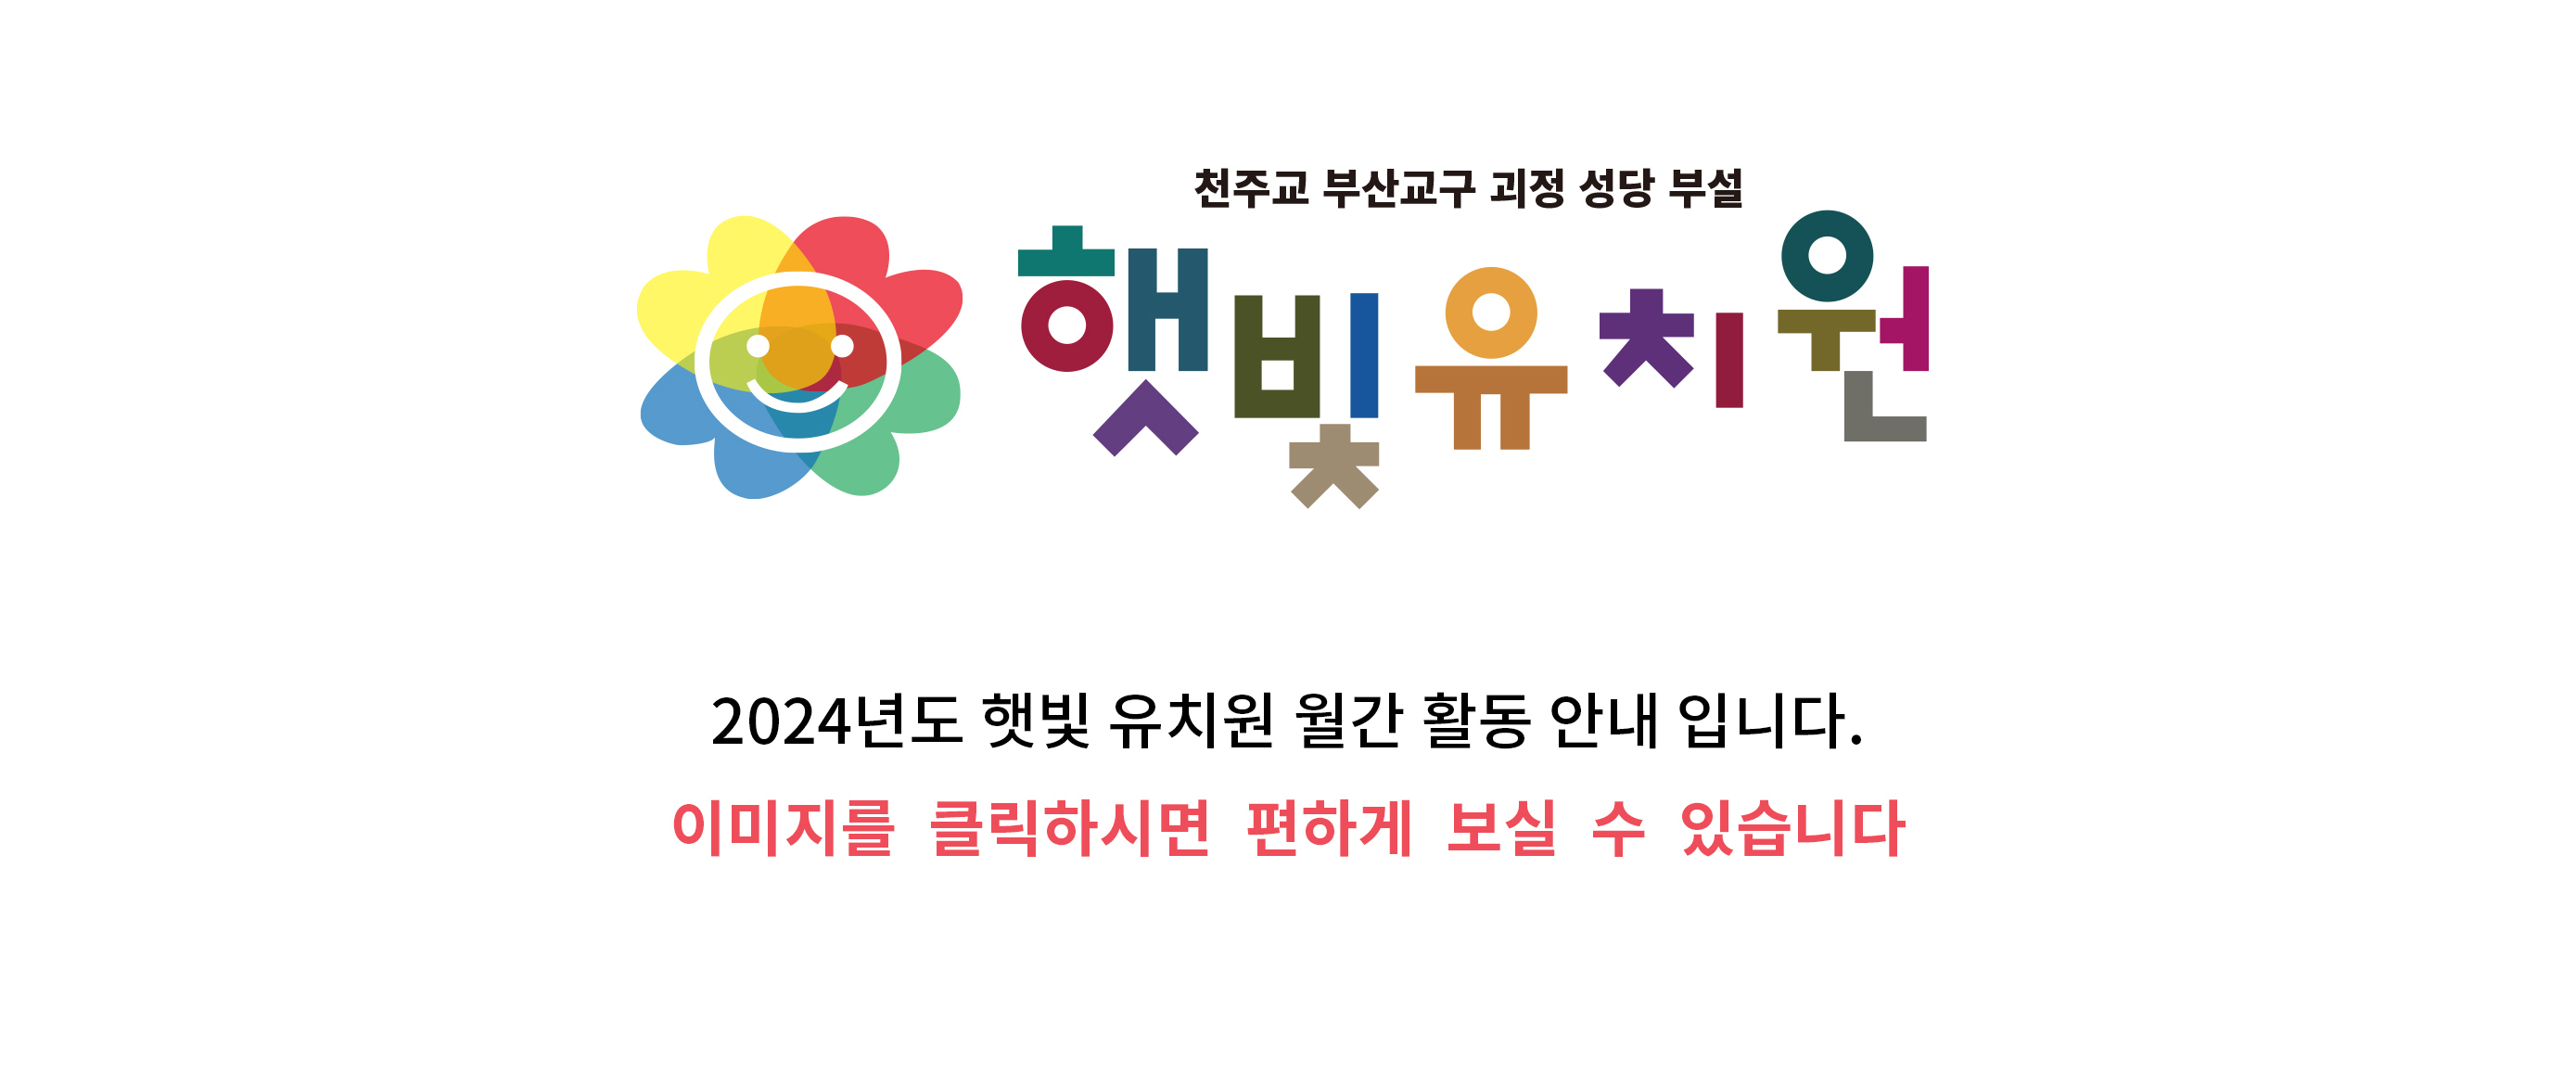 천주교 부산교구 괴정 성당 부설
햇빛유치원
2024년도 햇빛 유치원 월간 활동 안내 입니다.
이미지를 클릭하시면 편하게 보실 수 있습니다